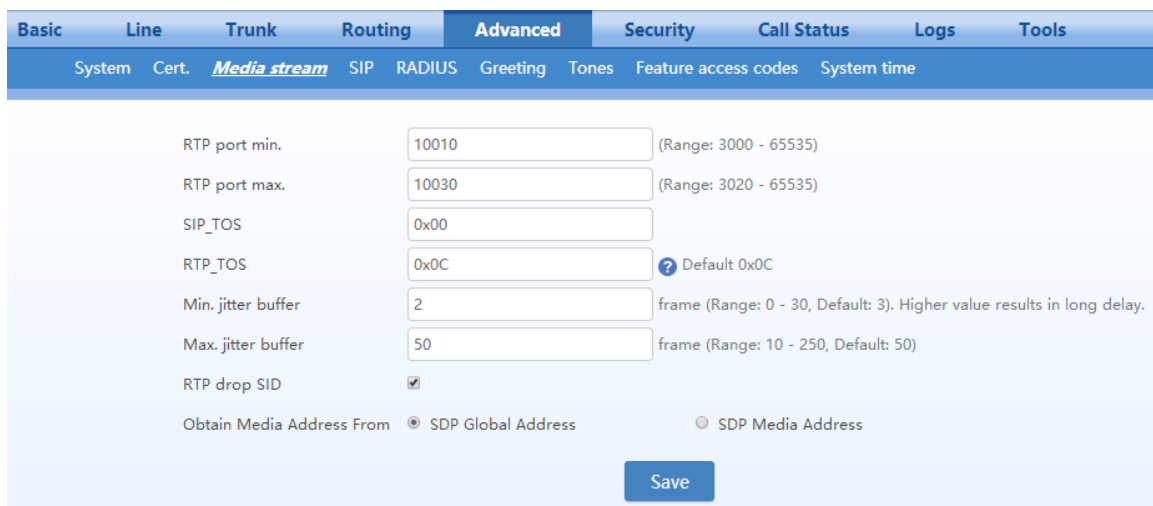 Basic Line Trunk Routing Advanced Security Call Status Logs Tools
System Cert. Media stream SIP RADIUS Greeting Tones Feature access codes System time
RTP port min. 10010 (Range: 3000 - 65535)
RTP port max. 10030 (Range: 3020 - 65535)
SIP_TOS 0x00
RTP_TOS 0x0C ? Default 0x0C
Min. jitter buffer 2 frame (Range: 0 - 30, Default: 3). Higher value results in long delay.
Max. jitter buffer 50 frame (Range: 10 - 250, Default: 50)
RTP drop SID
Obtain Media Address From SDP Global Address SDP Media Address
Save